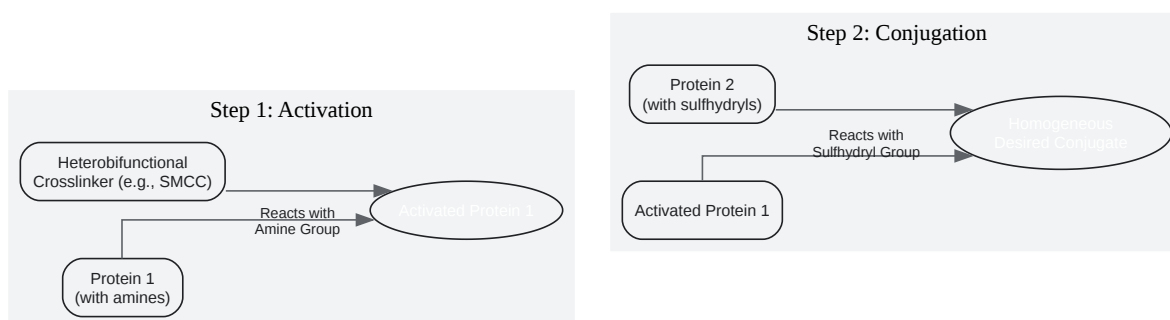 Step 1: Activation
Heterobifunctional
Crosslinker (e.g., SMCC)
Activated Protein 1
Reacts with
Amine Group
Protein 1
(with amines)
Step 2: Conjugation
Protein 2
(with sulfhydryls)
Homogeneous
Desired Conjugate
Reacts with
Sulfhydryl Group
Activated Protein 1